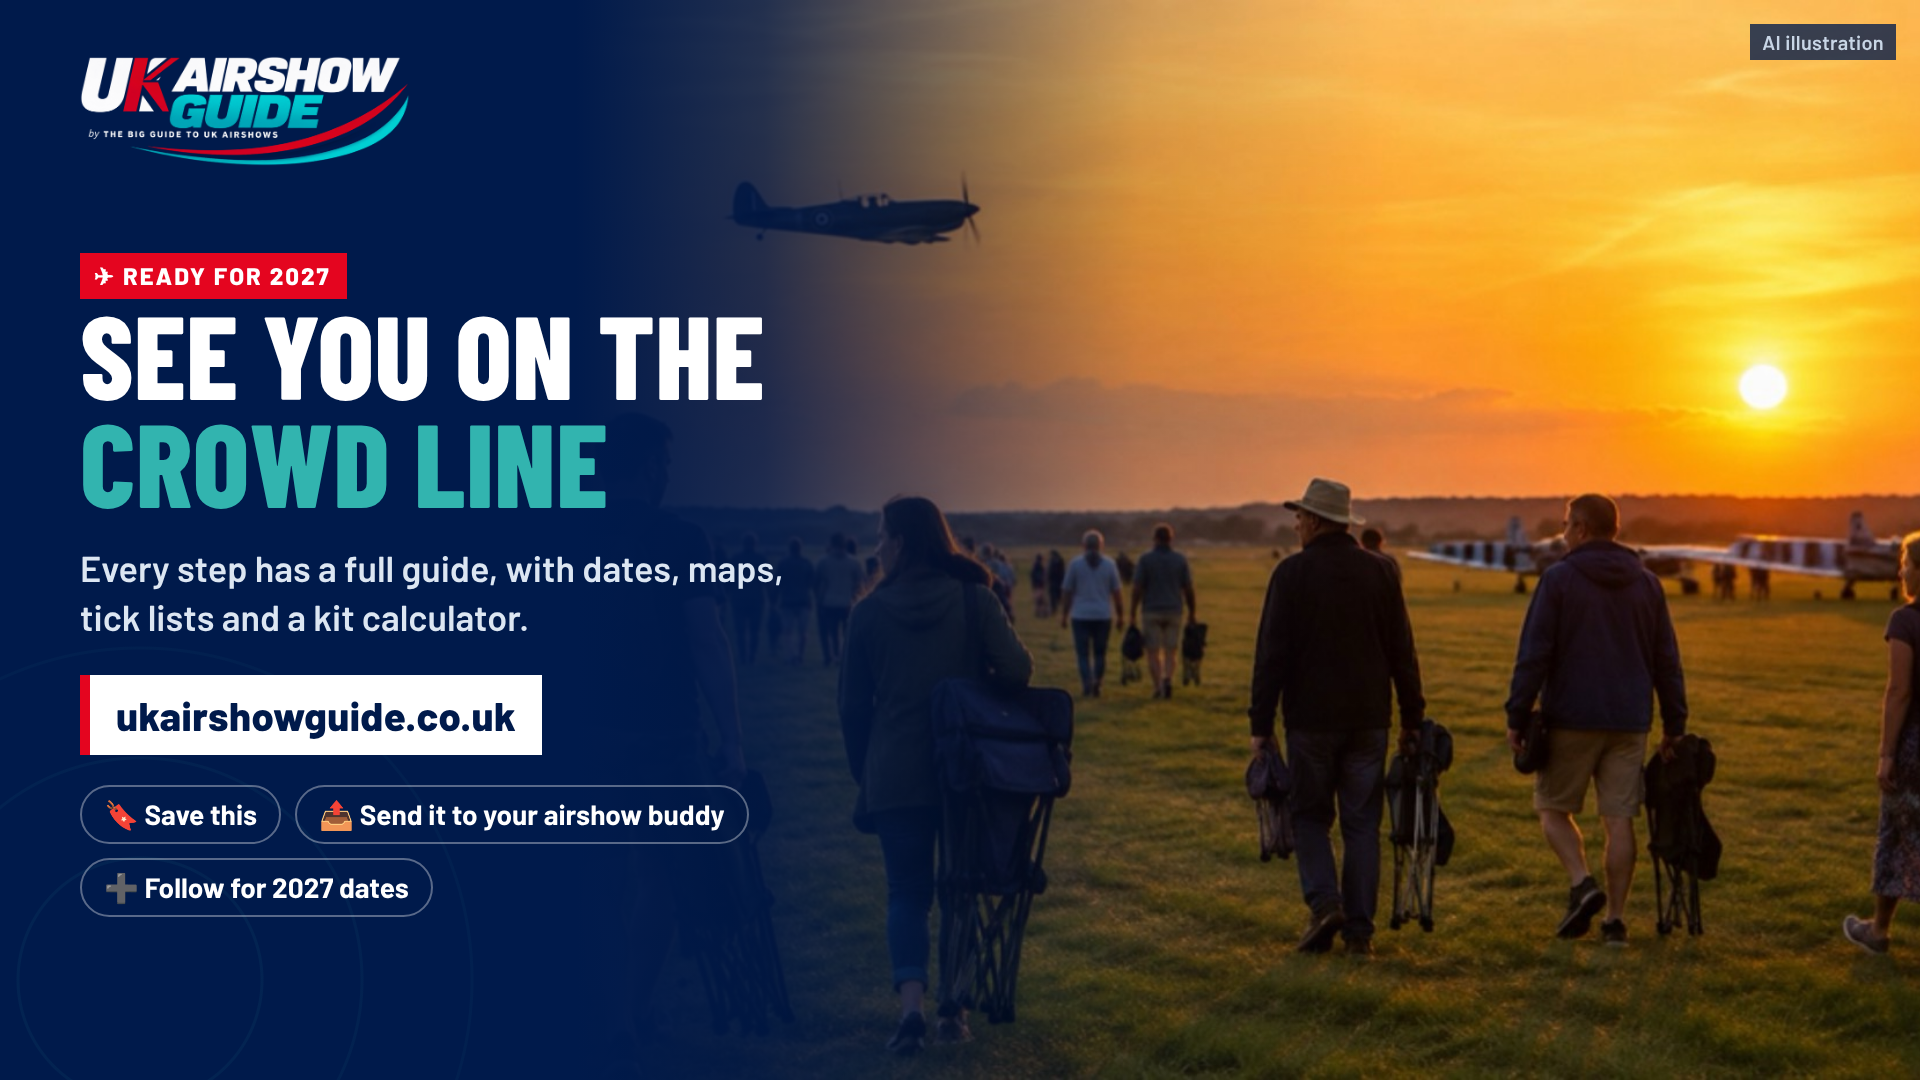 UK AIRSHOW
GUIDE
by THE BIG GUIDE TO UK AIRSHOWS
AI illustration
✈ READY FOR 2027
SEE YOU ON THE
CROWD LINE
Every step has a full guide, with dates, maps,
tick lists and a kit calculator.
ukairshowguide.co.uk
🔖 Save this
📤 Send it to your airshow buddy
➕ Follow for 2027 dates